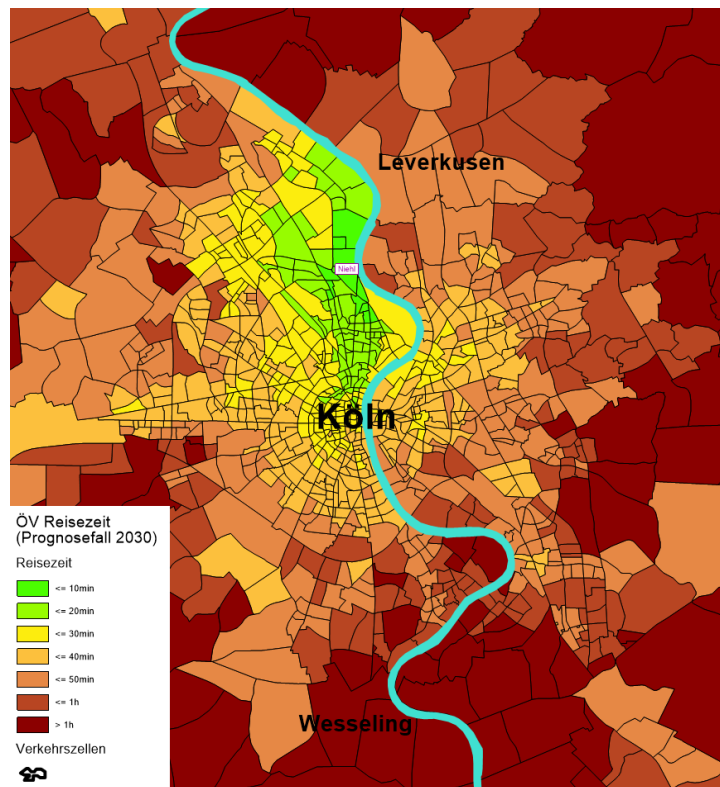 Leverkusen
Niehl
Köln
ÖV Reisezeit
(Prognosefall 2030)
Reisezeit
<= 10min
<= 20min
<= 30min
<= 40min
<= 50min
<= 1h
> 1h
Verkehrszellen
Wesseling